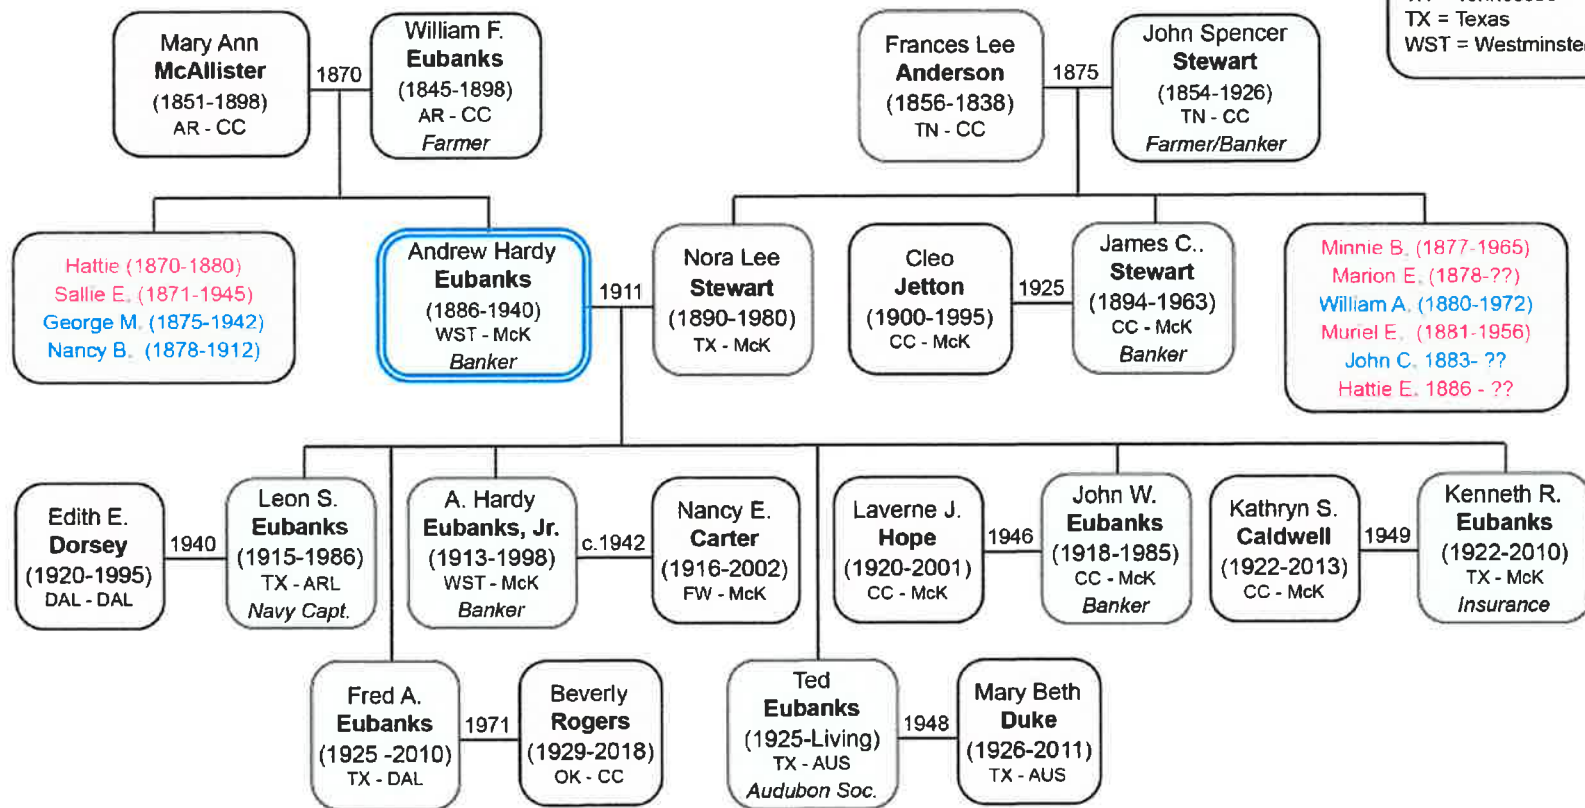 TX = Texas
WST = Westminster
Mary Ann
McAllister
(1851-1898)
AR - CC
1870
William F.
Eubanks
(1845-1898)
AR - CC
Farmer
Frances Lee
Anderson
(1856-1838)
TN - CC
1875
John Spencer
Stewart
(1854-1926)
TN - CC
Farmer/Banker
Hattie (1870-1880)
Sallie E. (1871-1945)
George M. (1875-1942)
Nancy B. (1878-1912)
Andrew Hardy
Eubanks
(1886-1940)
WST - McK
Banker
1911
Nora Lee
Stewart
(1890-1980)
TX - McK
Cleo
Jetton
(1900-1995)
CC - McK
1925
James C..
Stewart
(1894-1963)
CC - McK
Banker
Minnie B. (1877-1965)
Marion E. (1878-??)
William A. (1880-1972)
Muriel E. (1881-1956)
John C. 1883- ??
Hattie E. 1886 - ??
Edith E.
Dorsey
(1920-1995)
DAL - DAL
1940
Leon S.
Eubanks
(1915-1986)
TX - ARL
Navy Capt.
A. Hardy
Eubanks, Jr.
(1913-1998)
WST - McK
Banker
c.1942
Nancy E.
Carter
(1916-2002)
FW - McK
Laverne J.
Hope
(1920-2001)
CC - McK
1946
John W.
Eubanks
(1918-1985)
CC - McK
Banker
Kathryn S.
Caldwell
(1922-2013)
CC - McK
1949
Kenneth R.
Eubanks
(1922-2010)
TX - McK
Insurance
Fred A.
Eubanks
(1925 -2010)
TX - DAL
1971
Beverly
Rogers
(1929-2018)
OK - CC
Ted
Eubanks
(1925-Living)
TX - AUS
Audubon Soc.
1948
Mary Beth
Duke
(1926-2011)
TX - AUS